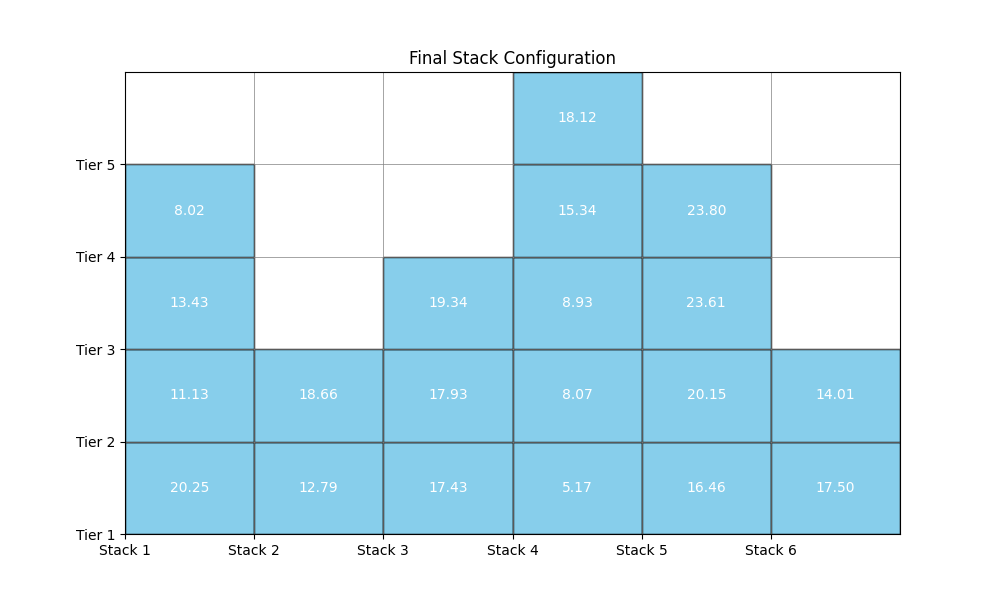 Final Stack Configuration
18.12
Tier 5
8.02 15.34 23.80
Tier 4
13.43 19.34 8.93 23.61
Tier 3
11.13 18.66 17.93 8.07 20.15 14.01
Tier 2
20.25 12.79 17.43 5.17 16.46 17.50
Tier 1
Stack 1 Stack 2 Stack 3 Stack 4 Stack 5 Stack 6